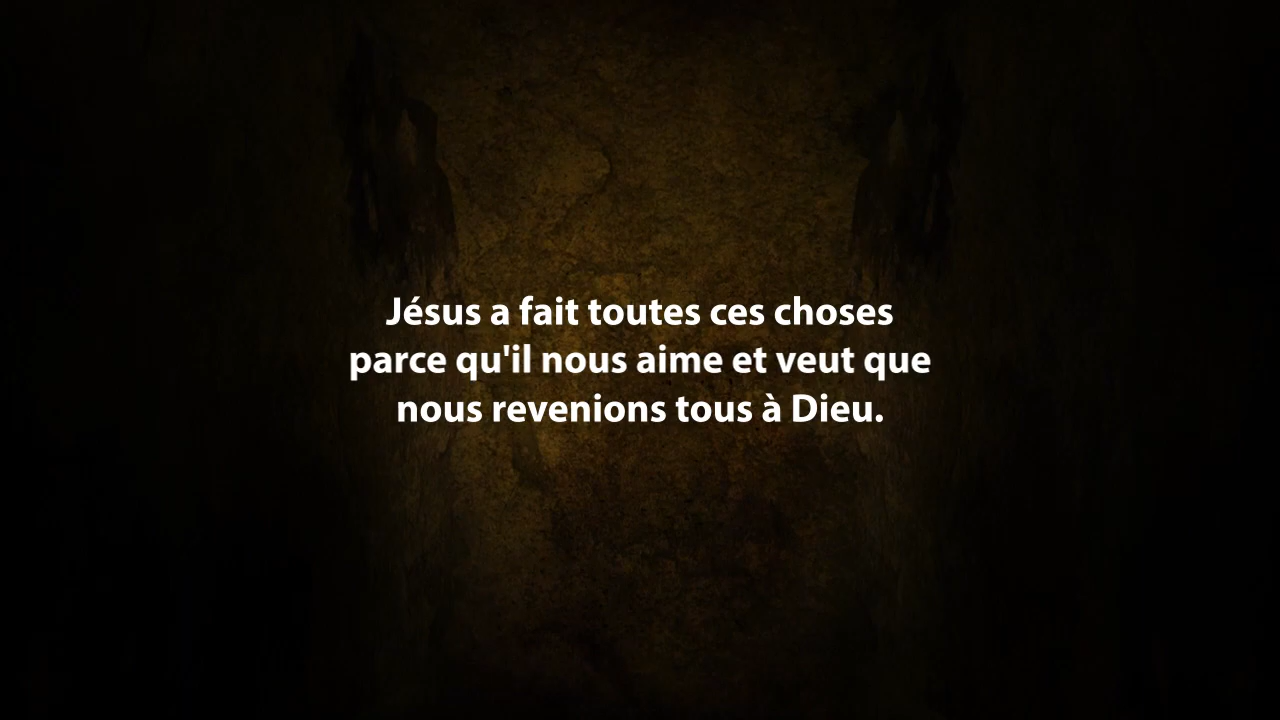 Jésus a fait toutes ces choses
parce qu'il nous aime et veut que
nous revenions tous à Dieu.